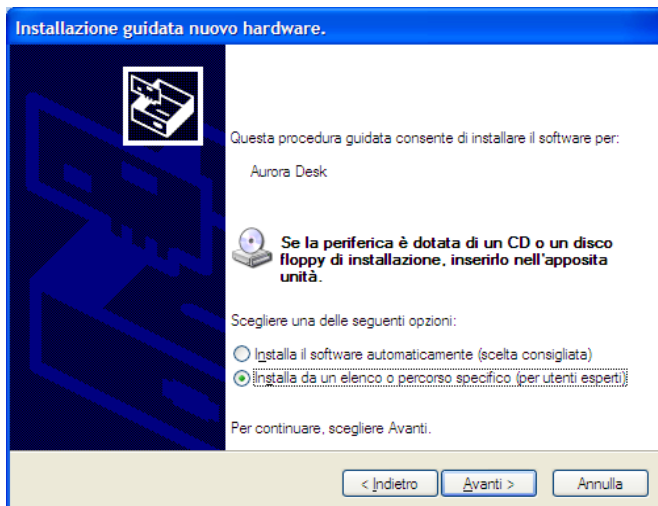 Installazione guidata nuovo hardware.
Questa procedura guidata consente di installare il software per:
Aurora Desk
Se la periferica è dotata di un CD o un disco
floppy di installazione, inserirlo nell'apposita
unità.
Scegliere una delle seguenti opzioni:
Installa il software automaticamente (scelta consigliata)
Installa da un elenco o percorso specifico (per utenti esperti)
Per continuare, scegliere Avanti.
< Indietro Avanti > Annulla